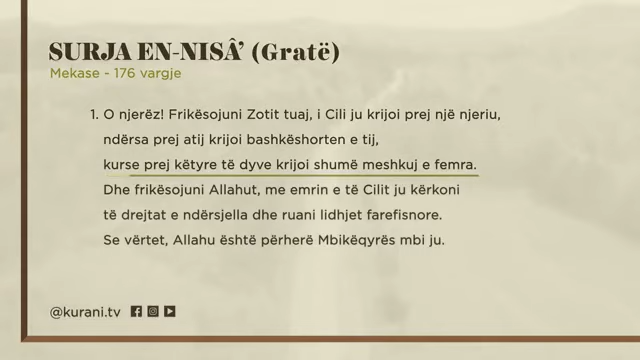 SURJA EN-NISÂ’ (Gratë)
Mekase - 176 vargje
1. O njerëz! Frikësojuni Zotit tuaj, i Cili ju krijoi prej një njeriu,
ndërsa prej atij krijoi bashkëshorten e tij,
kurse prej këtyre të dyve krijoi shumë meshkuj e femra.
Dhe frikësojuni Allahut, me emrin e të Cilit ju kërkoni
të drejtat e ndërsjella dhe ruani lidhjet farefisnore.
Se vërtet, Allahu është përherë Mbikëqyrës mbi ju.
@kurani.tv